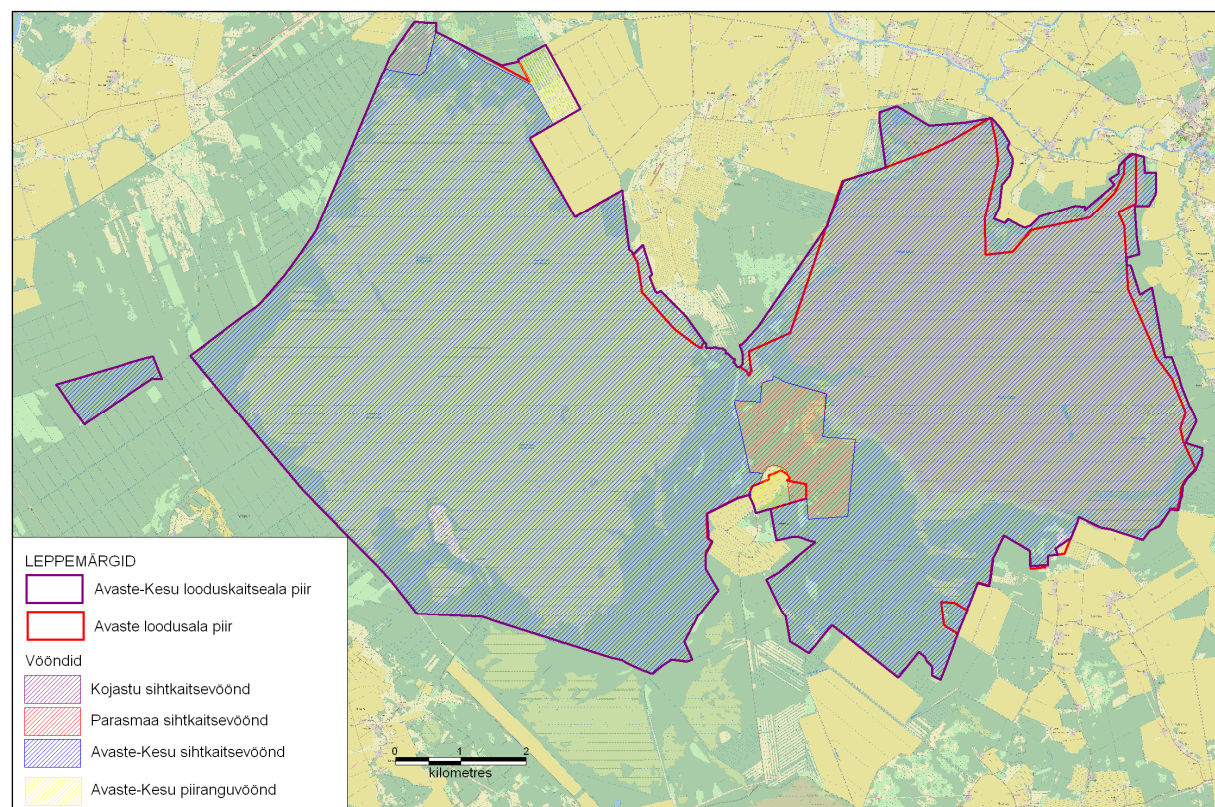 LEPPEMÄRGID
Avaste-Kesu looduskaitseala piir
Avaste loodusala piir
Vööndid
Kojastu sihtkaitsevöönd
Parasmaa sihtkaitsevöönd
Avaste-Kesu sihtkaitsevöönd
Avaste-Kesu piiranguvöönd
0 1 2
kilometres